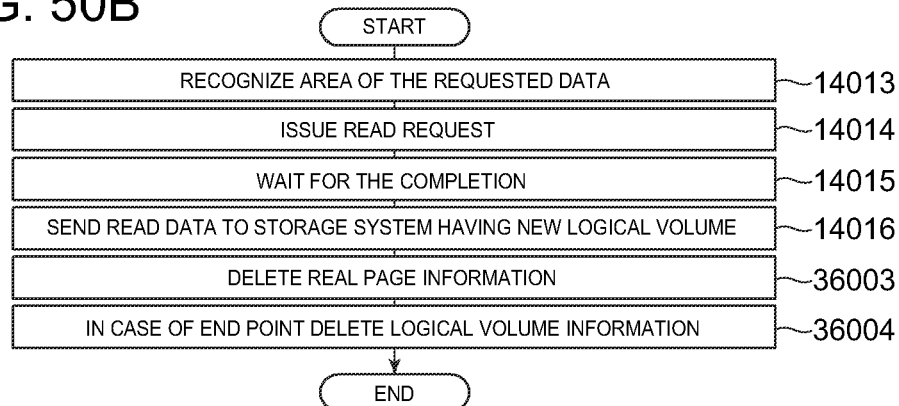 G. 50B
START
RECOGNIZE AREA OF THE REQUESTED DATA
14013
ISSUE READ REQUEST
14014
WAIT FOR THE COMPLETION
14015
SEND READ DATA TO STORAGE SYSTEM HAVING NEW LOGICAL VOLUME
14016
DELETE REAL PAGE INFORMATION
36003
IN CASE OF END POINT DELETE LOGICAL VOLUME INFORMATION
36004
END